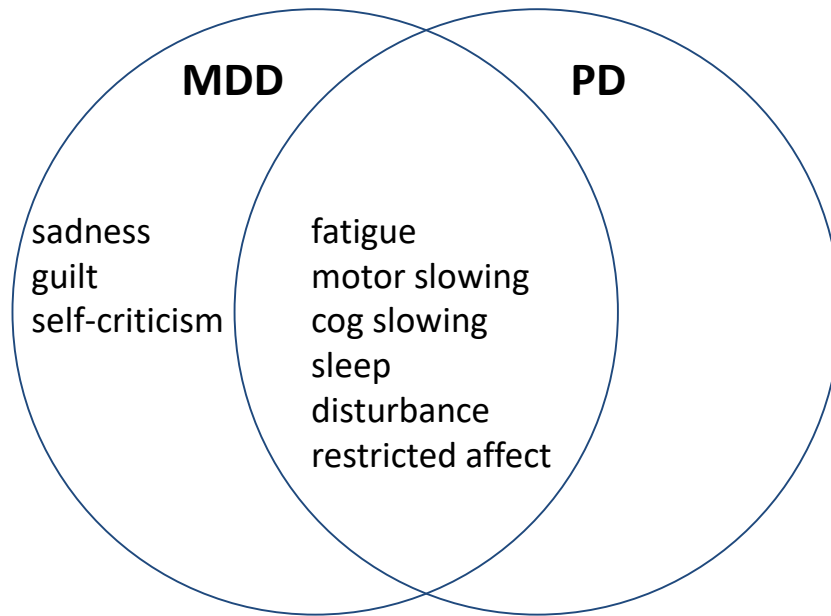 MDD
PD
sadness
guilt
self-criticism
fatigue
motor slowing
cog slowing
sleep
disturbance
restricted affect